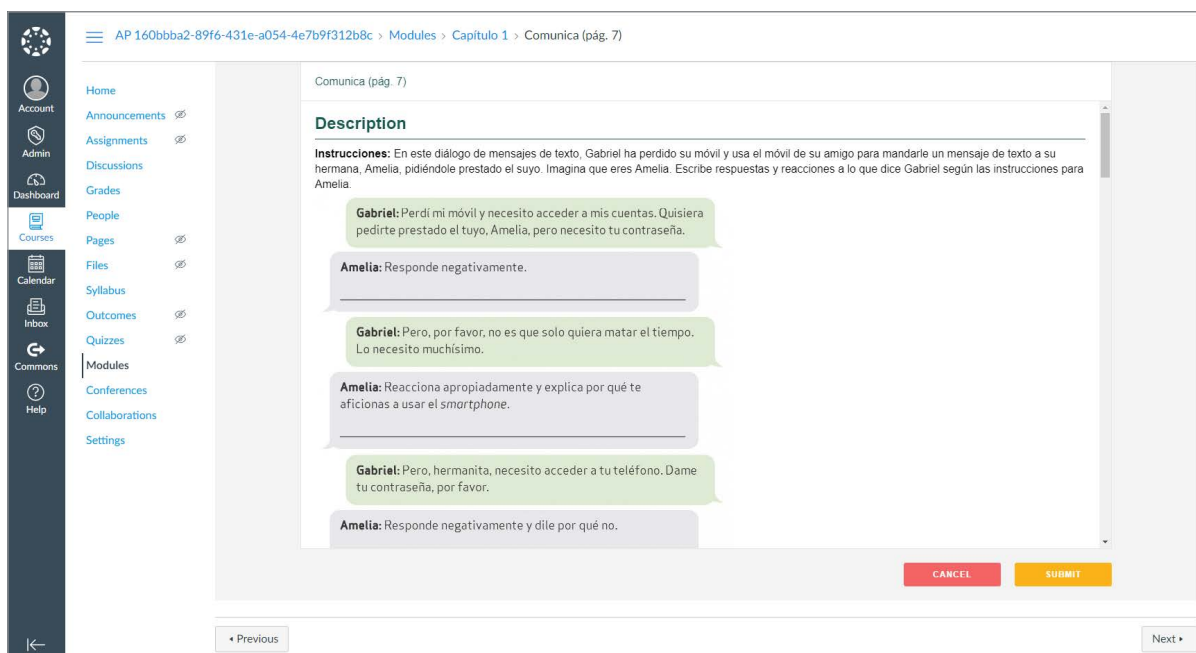 AP 160bbba2-89f6-431e-a054-4e7b9f312b8c > Modules > Capítulo 1 > Comunica (pág. 7)
Account
Admin
Dashboard
Courses
Calendar
Inbox
Commons
Help
Home
Announcements
Assignments
Discussions
Grades
People
Pages
Files
Syllabus
Outcomes
Quizzes
Modules
Conferences
Collaborations
Settings
Comunica (pág. 7)
Description
Instrucciones: En este diálogo de mensajes de texto, Gabriel ha perdido su móvil y usa el móvil de su amigo para mandarle un mensaje de texto a su
hermana, Amelia, pidiéndole prestado el suyo. Imagina que eres Amelia. Escribe respuestas y reacciones a lo que dice Gabriel según las instrucciones para
Amelia.
Gabriel: Perdí mi móvil y necesito acceder a mis cuentas. Quisiera
pedirte prestado el tuyo, Amelia, pero necesito tu contraseña.
Amelia: Responde negativamente.
Gabriel: Pero, por favor, no es que solo quiera matar el tiempo.
Lo necesito muchísimo.
Amelia: Reacciona apropiadamente y explica por qué te
aficionas a usar el smartphone.
Gabriel: Pero, hermanita, necesito acceder a tu teléfono. Dame
tu contraseña, por favor.
Amelia: Responde negativamente y dile por qué no.
CANCEL
SUBMIT
Previous
Next